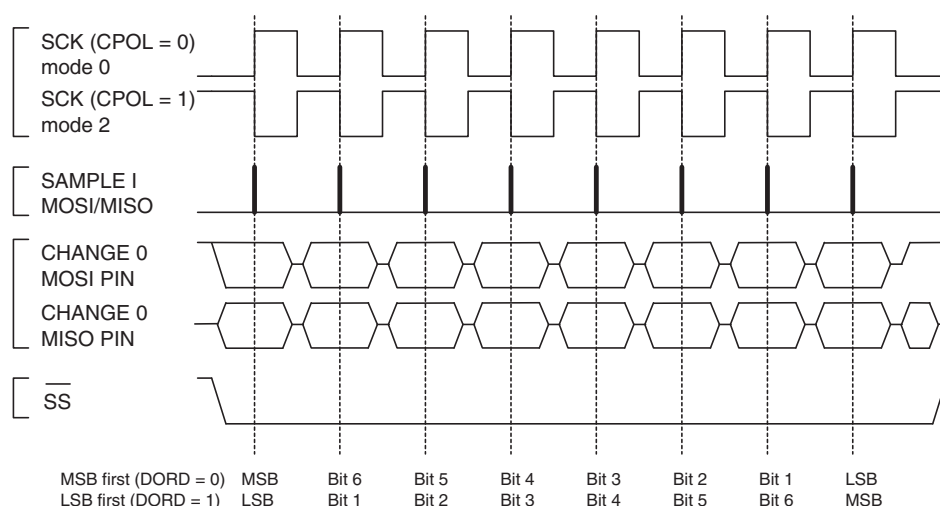 SCK (CPOL = 0)
mode 0
SCK (CPOL = 1)
mode 2
SAMPLE I
MOSI/MISO
CHANGE 0
MOSI PIN
CHANGE 0
MISO PIN
SS
MSB first (DORD = 0) MSB Bit 6 Bit 5 Bit 4 Bit 3 Bit 2 Bit 1 LSB
LSB first (DORD = 1) LSB Bit 1 Bit 2 Bit 3 Bit 4 Bit 5 Bit 6 MSB